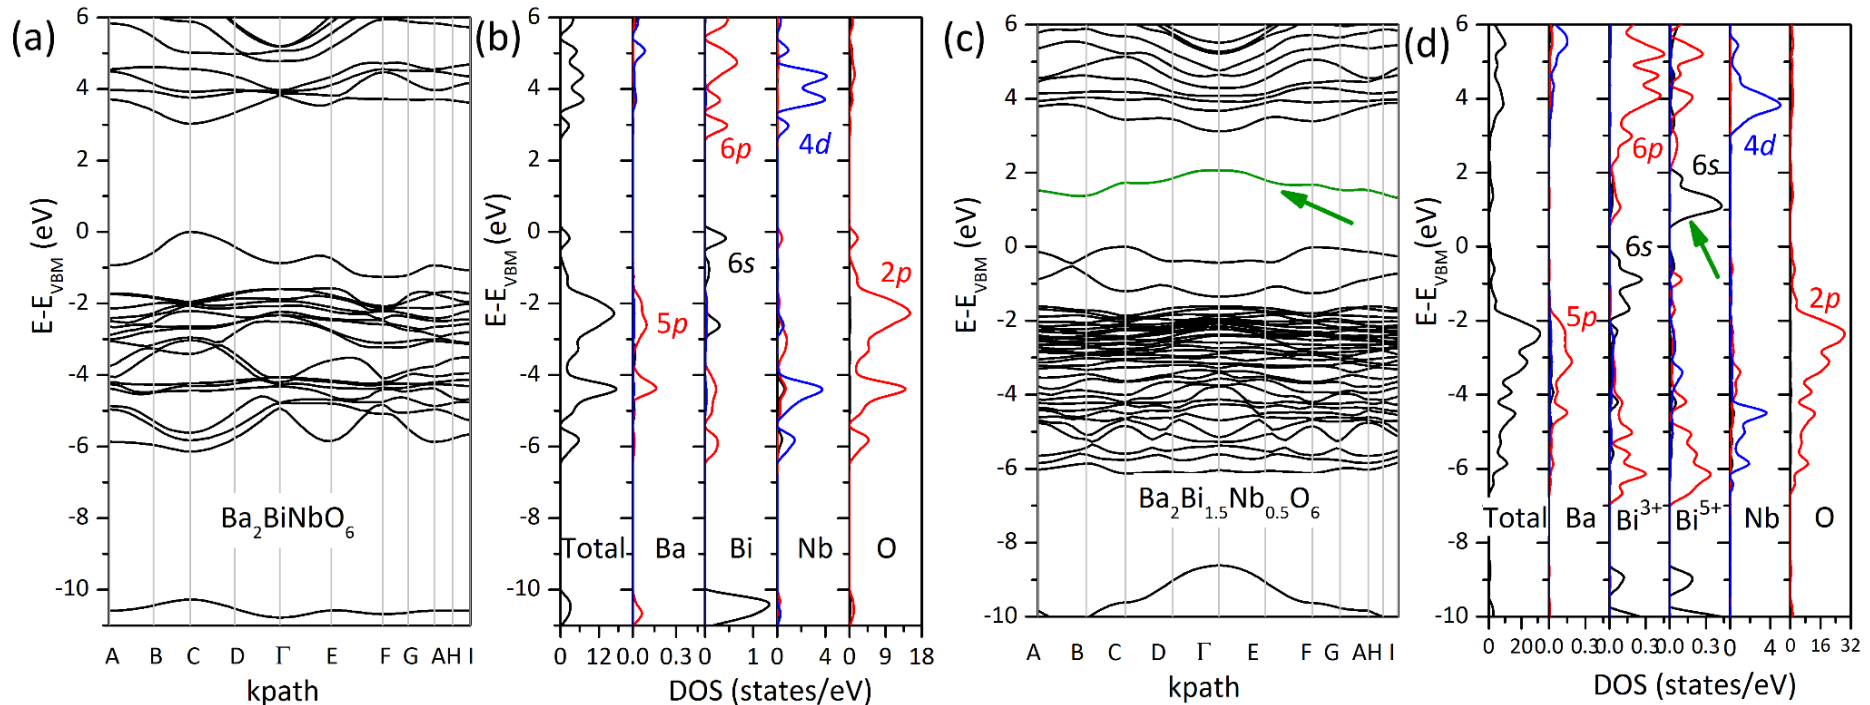 (a)
E-E_VBM (eV)
6
4
2
0
-2
-4
-6
-8
-10
Ba₂BiNbO₆
A B C D Γ E F G AH I
kpath
(b)
E-E_VBM (eV)
6
4
2
0
-2
-4
-6
-8
-10
6p
4d
6s
2p
5p
Total Ba Bi Nb O
0 12 0.0 0.3 0 1 0 4 0 9 18
DOS (states/eV)
(c)
E-E_VBM (eV)
6
4
2
0
-2
-4
-6
-8
-10
Ba₂Bi₁.₅Nb₀.₅O₆
A B C D Γ E F G AH I
kpath
(d)
E-E_VBM (eV)
6
4
2
0
-2
-4
-6
-8
-10
6p
6s
4d
6s
2p
5p
Total Ba Bi³⁺ Bi⁵⁺ Nb O
0 20 0.0 0.3 0 0.3 0 0.3 0 4 0 16 32
DOS (states/eV)